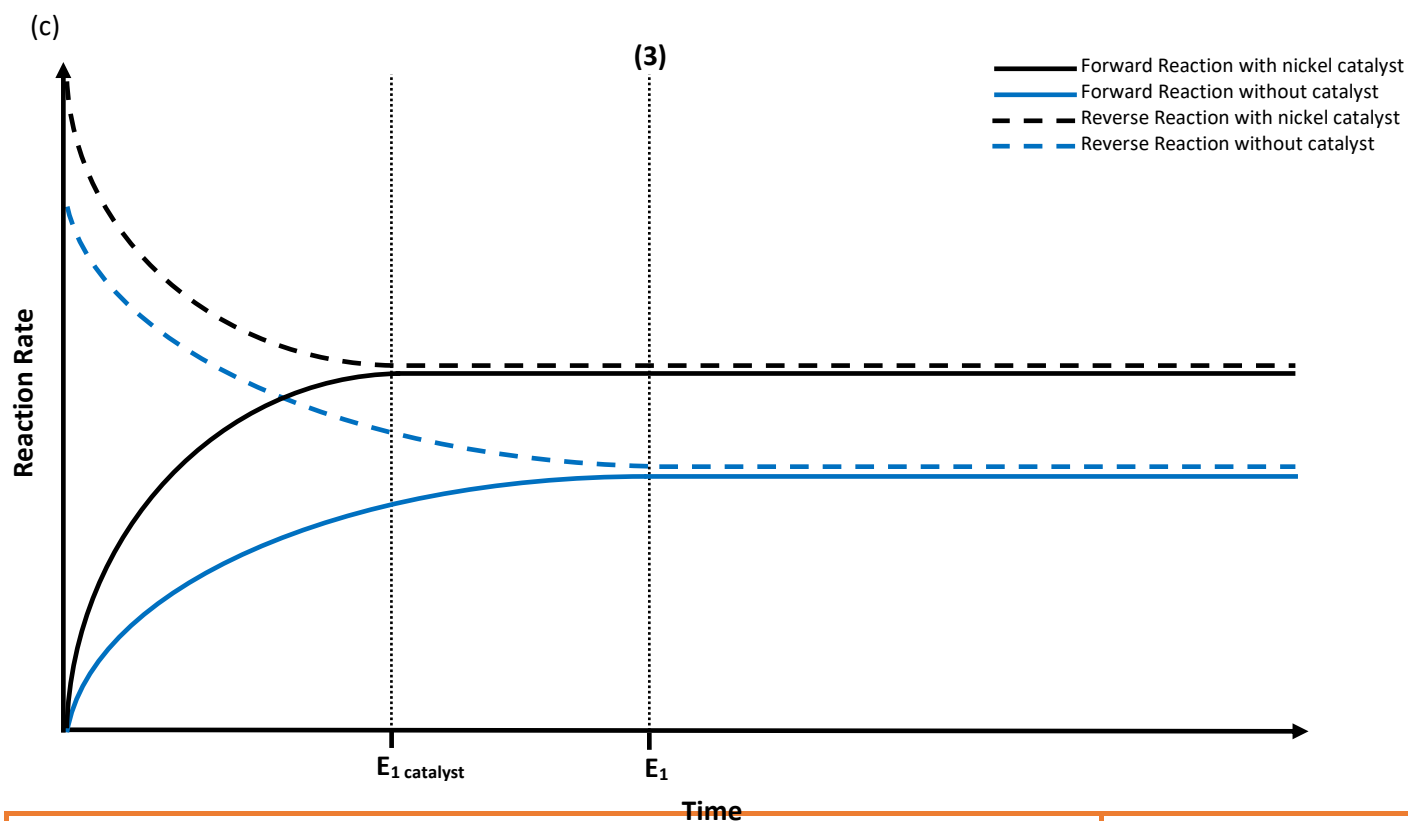 (c)
(3)
Forward Reaction with nickel catalyst
Forward Reaction without catalyst
Reverse Reaction with nickel catalyst
Reverse Reaction without catalyst
Reaction Rate
E1 catalyst
E1
Time